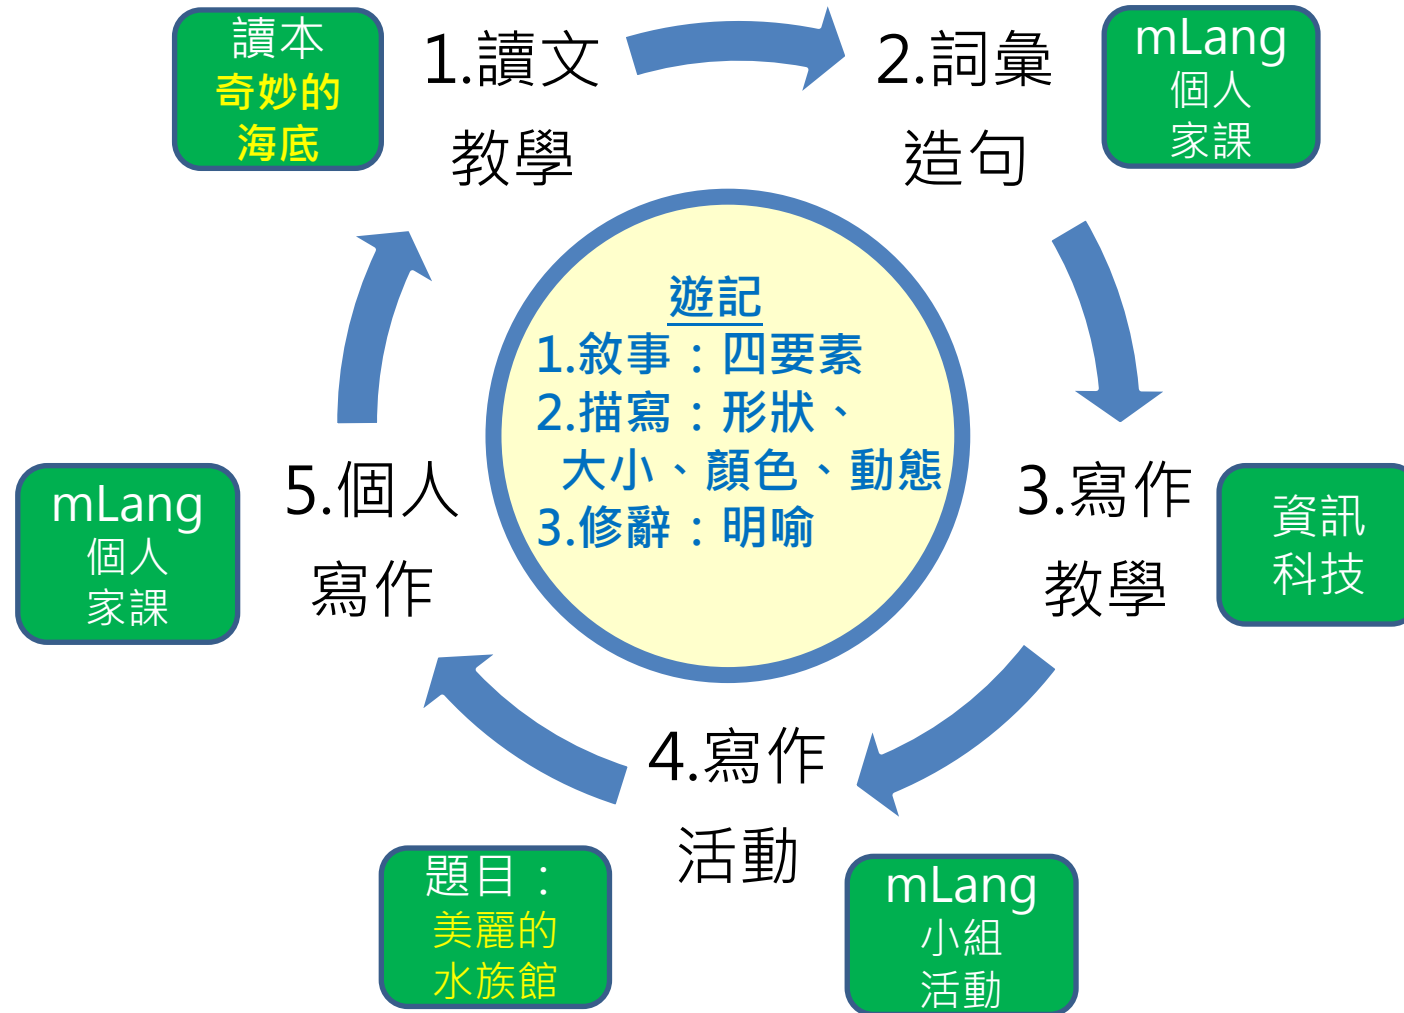 讀本
奇妙的
海底
1.讀文
教學
2.詞彙
造句
mLang
個人
家課
遊記
1.敘事：四要素
2.描寫：形狀、
大小、顏色、動態
3.修辭：明喻
3.寫作
教學
資訊
科技
4.寫作
活動
題目：
美麗的
水族館
mLang
小組
活動
5.個人
寫作
mLang
個人
家課